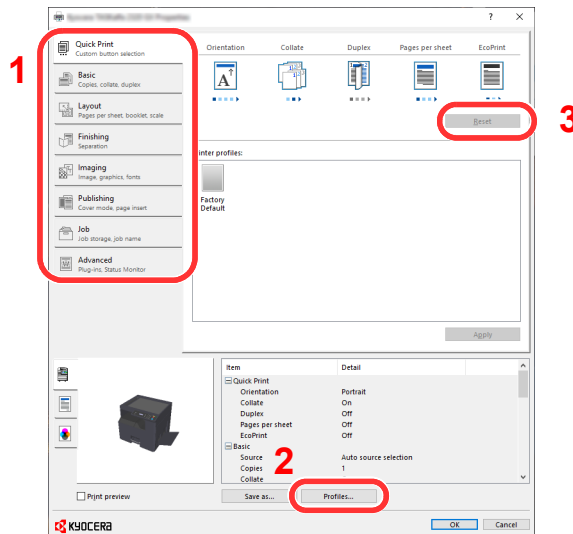 ? ×
Quick Print
Custom button selection
Basic
Copies, collate, duplex
Layout
Pages per sheet, booklet, scale
Finishing
Separation
Imaging
Image, graphics, fonts
Publishing
Cover mode, page insert
Job
Job storage, job name
Advanced
Plug-ins, Status Monitor
1
Orientation Collate Duplex Pages per sheet EcoPrint
A
Reset
3
inter profiles:
Factory
Default
Apply
Item Detail
Quick Print
Orientation Portrait
Collate On
Duplex Off
Pages per sheet Off
EcoPrint Off
Basic
Source Auto source selection
Copies 1
Collate
2
Print preview Save as... Profiles...
KYOCERA OK Cancel